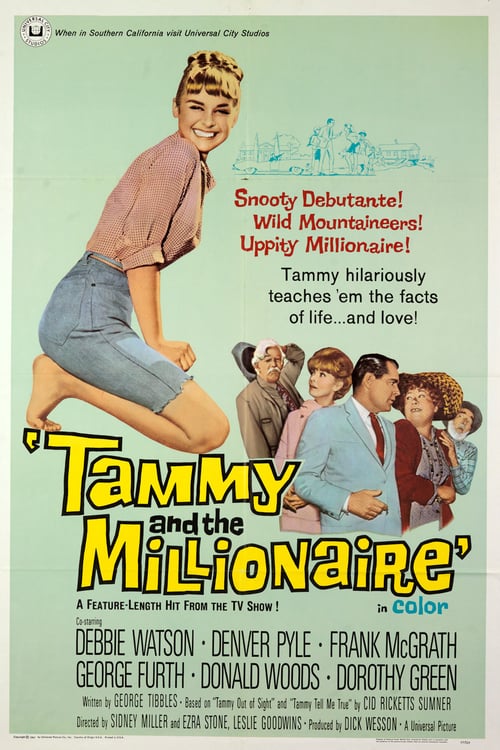 UNIVERSAL CITY STUDIOS
When in Southern California visit Universal City Studios
Snooty Debutante!
Wild Mountaineers!
Uppity Millionaire!
Tammy hilariously
teaches 'em the facts
of life...and love!
'TAMMY
and the
MILLIONAIRE'
A FEATURE-LENGTH HIT FROM THE TV SHOW!
in color
Co-starring
DEBBIE WATSON · DENVER PYLE · FRANK McGRATH
GEORGE FURTH · DONALD WOODS · DOROTHY GREEN
Written by GEORGE TIBBLES · Based on "Tammy Out of Sight" and "Tammy Tell Me True" by CID RICKETTS SUMNER
Directed by SIDNEY MILLER and EZRA STONE, LESLIE GOODWINS · Produced by DICK WESSON · A Universal Picture